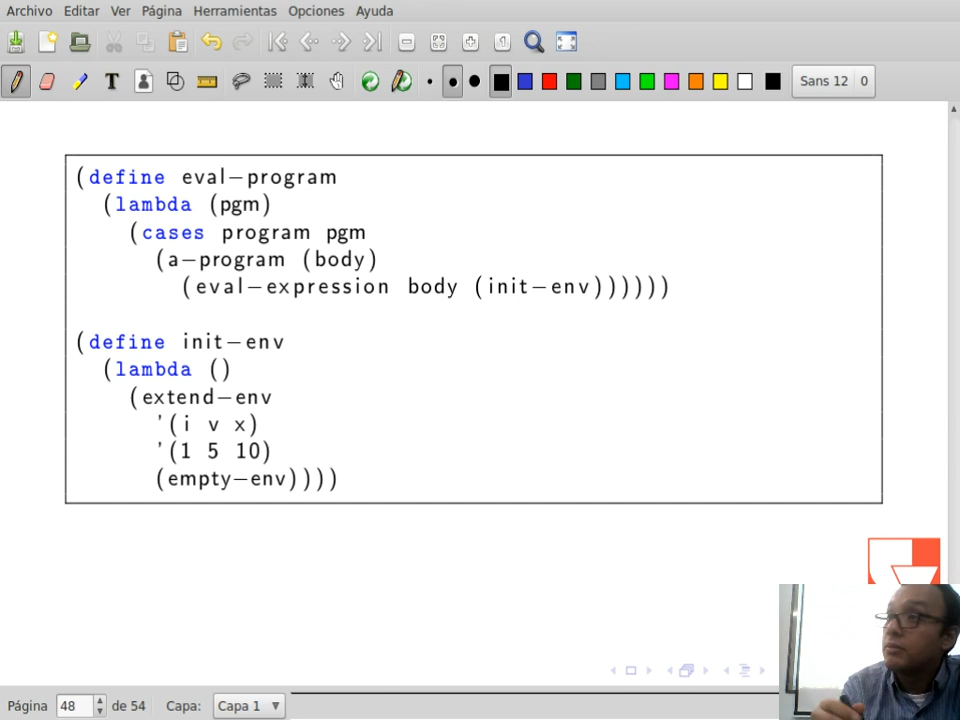 Archivo Editar Ver Página Herramientas Opciones Ayuda
T Sans 12 0
(define eval−program
(lambda (pgm)
(cases program pgm
(a−program (body)
(eval−expression body (init−env))))))
(define init−env
(lambda ()
(extend−env
'(i v x)
'(1 5 10)
(empty−env))))
Página 48 de 54 Capa: Capa 1